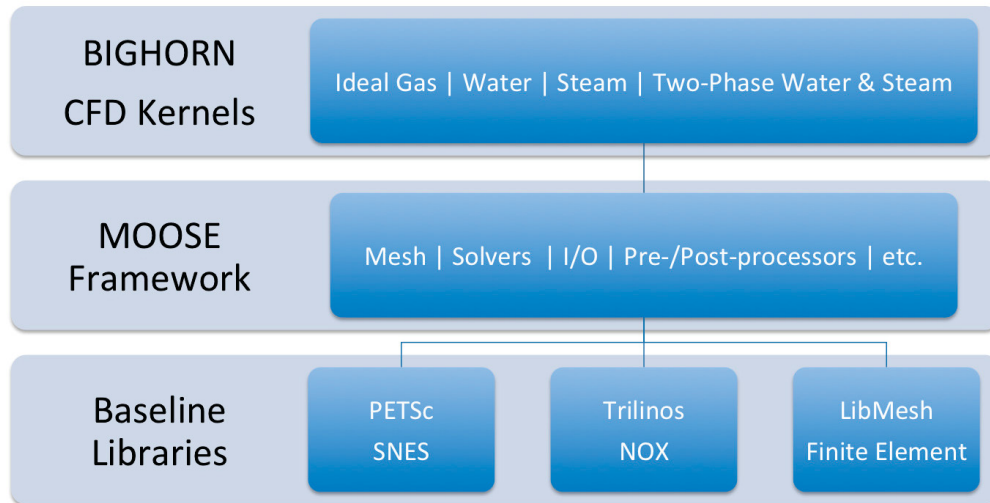 BIGHORN
CFD Kernels
Ideal Gas | Water | Steam | Two-Phase Water & Steam
MOOSE
Framework
Mesh | Solvers | I/O | Pre-/Post-processors | etc.
Baseline
Libraries
PETSc
SNES
Trilinos
NOX
LibMesh
Finite Element